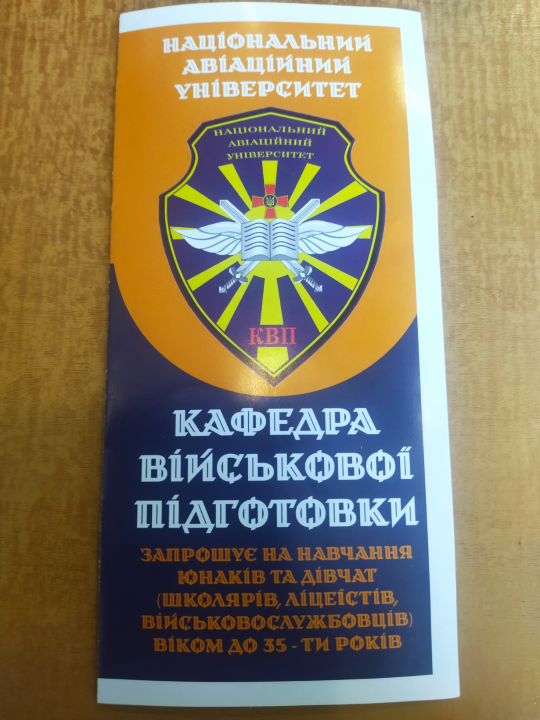 НАЦІОНАЛЬНИЙ
АВІАЦІЙНИЙ
УНІВЕРСИТЕТ
НАЦІОНАЛЬНИЙ
АВІАЦІЙНИЙ
УНІВЕРСИТЕТ
КВП
КАФЕДРА
ВІЙСЬКОВОЇ
ПІДГОТОВКИ
ЗАПРОШУЄ НА НАВЧАННЯ
ЮНАКІВ ТА ДІВЧАТ
(ШКОЛЯРІВ, ЛІЦЕЇСТІВ,
ВІЙСЬКОВОСЛУЖБОВЦІВ)
ВІКОМ ДО 35 - ТИ РОКІВ